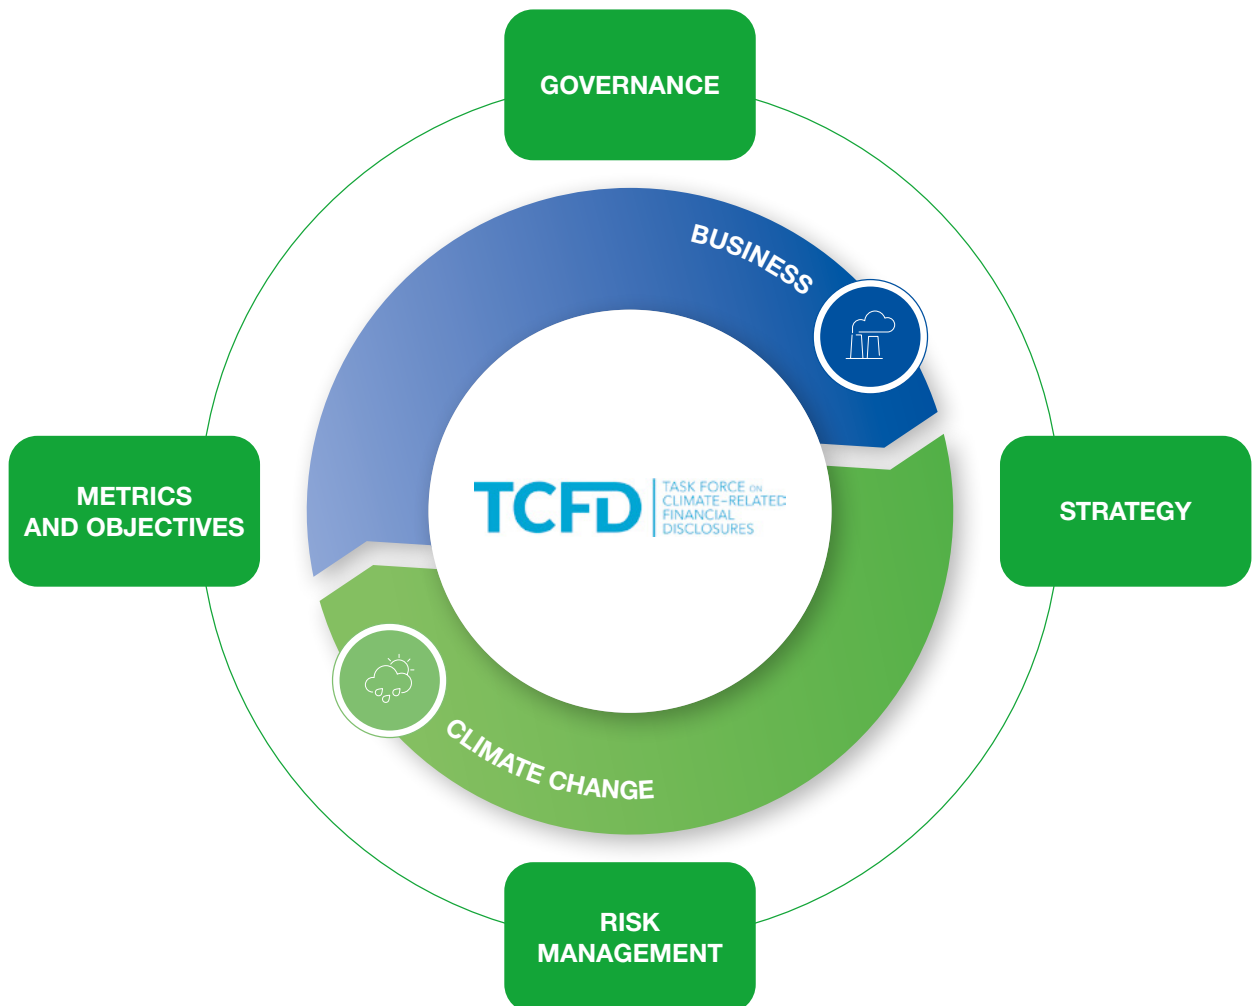 GOVERNANCE
BUSINESS
METRICS
AND OBJECTIVES
TCFD
TASK FORCE ON
CLIMATE-RELATED
FINANCIAL
DISCLOSURES
STRATEGY
CLIMATE CHANGE
RISK
MANAGEMENT